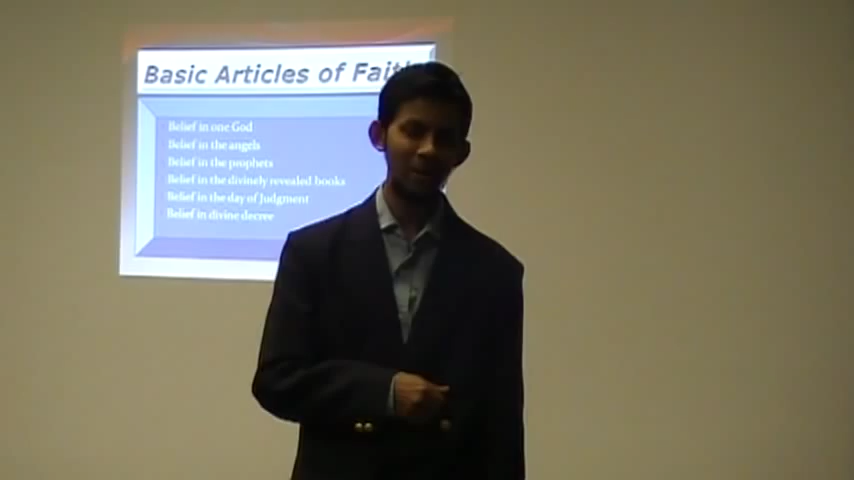 Basic Articles of Faith
Belief in one God
Belief in the angels
Belief in the prophets
Belief in the divinely revealed books
Belief in the day of Judgment
Belief in divine decree